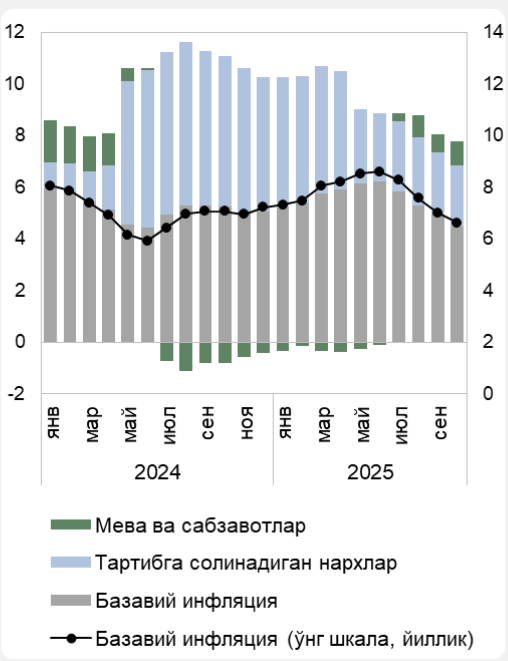 12 14
10 12
8 10
6 8
4 6
2 4
0 2
-2 0
янв мар май июл сен ноя янв мар май июл сен
2024 2025
Мева ва сабзавотлар
Тартибга солинадиган нархлар
Базавий инфляция
Базавий инфляция (ўнг шкала, йиллик)